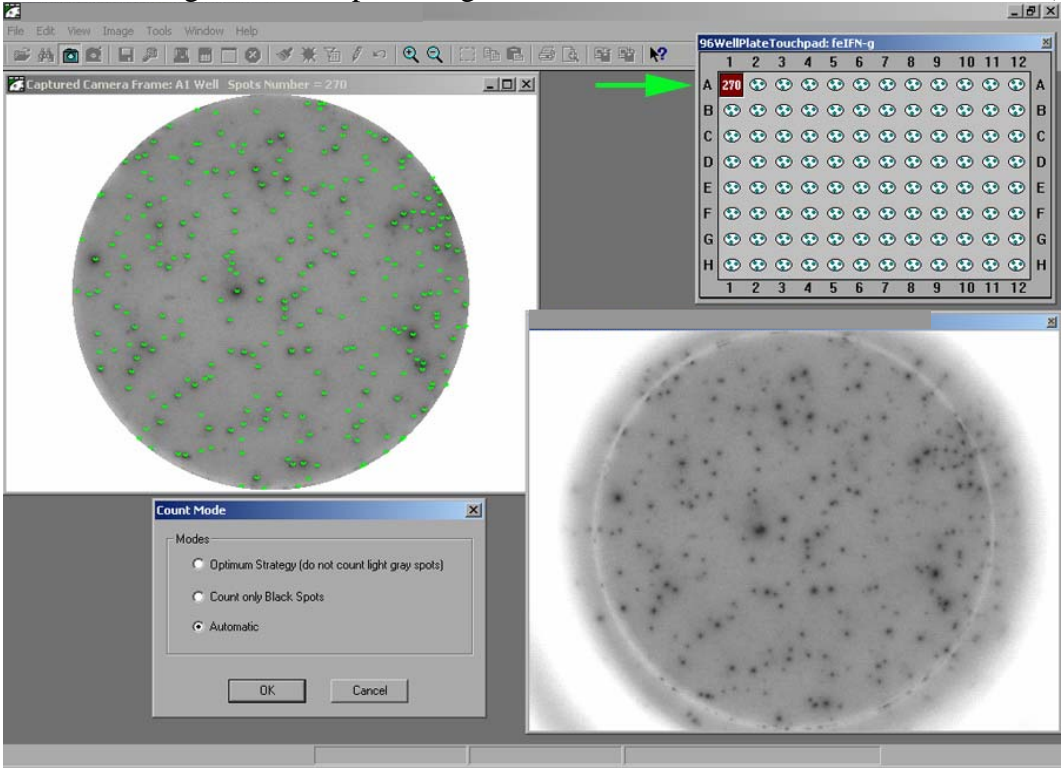 File Edit View Image Tools Window Help
96WellPlateTouchpad: feIFN-g
1 2 3 4 5 6 7 8 9 10 11 12
A 270 A
B B
C C
D D
E E
F F
G G
H H
1 2 3 4 5 6 7 8 9 10 11 12
Captured Camera Frame: A1 Well Spots Number = 270
Count Mode
Modes
Optimum Strategy (do not count light gray spots)
Count only Black Spots
Automatic
OK Cancel